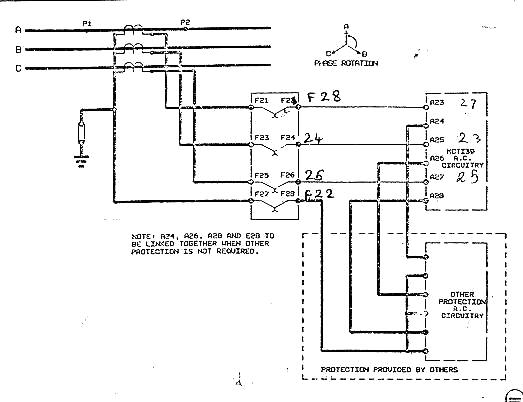 A P1 P2
B
C
A
C B
PHASE ROTATION
F21 F28 A23 27
A24
F23 F24 24 A25 23
MCTI39
A.C.
CIRCUITRY
A26
F25 F26 26 A27 25
F27 F28 F22 A28
NOTE: A24, A26, A28 AND E28 TO
BE LINKED TOGETHER WHEN OTHER
PROTECTION IS NOT REQUIRED.
OTHER
PROTECTION
A.C.
CIRCUITRY
PROTECTION PROVIDED BY OTHERS